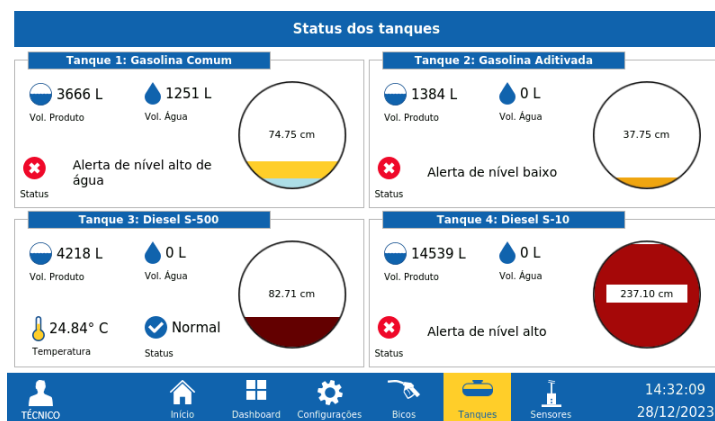 Status dos tanques
Tanque 1: Gasolina Comum
3666 L
1251 L
Vol. Produto
Vol. Água
74.75 cm
Alerta de nível alto de
água
Status
Tanque 2: Gasolina Aditivada
1384 L
0 L
Vol. Produto
Vol. Água
37.75 cm
Alerta de nível baixo
Status
Tanque 3: Diesel S-500
4218 L
0 L
Vol. Produto
Vol. Água
82.71 cm
24.84° C
Normal
Temperatura
Status
Tanque 4: Diesel S-10
14539 L
0 L
Vol. Produto
Vol. Água
237.10 cm
Alerta de nível alto
Status
TÉCNICO
Início
Dashboard
Configurações
Bicos
Tanques
Sensores
14:32:09
28/12/2023